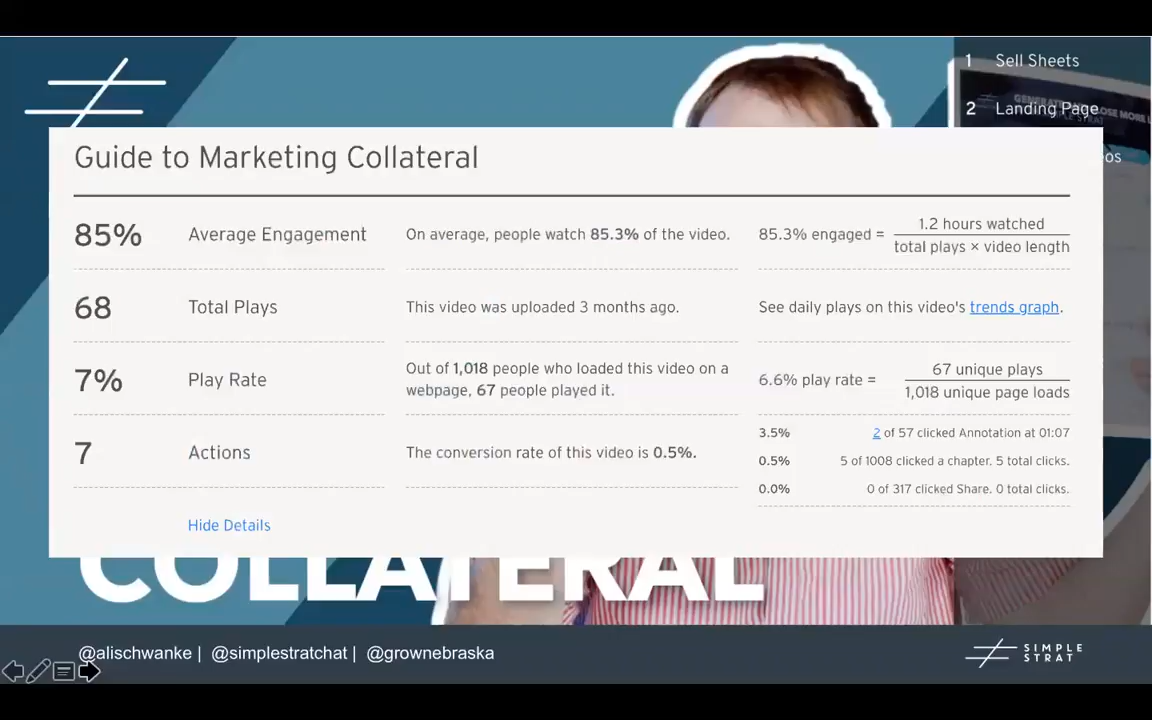 1 Sell Sheets
2 Landing Page
eos
Guide to Marketing Collateral
85% Average Engagement On average, people watch 85.3% of the video. 85.3% engaged = 1.2 hours watched
total plays × video length
68 Total Plays This video was uploaded 3 months ago. See daily plays on this video's trends graph.
7% Play Rate Out of 1,018 people who loaded this video on a
webpage, 67 people played it. 6.6% play rate = 67 unique plays
1,018 unique page loads
7 Actions The conversion rate of this video is 0.5%.
3.5% 2 of 57 clicked Annotation at 01:07
0.5% 5 of 1008 clicked a chapter. 5 total clicks.
0.0% 0 of 317 clicked Share. 0 total clicks.
Hide Details
COLLATERAL
@alischwanke | @simplestratchat | @grownebraska
SIMPLE
STRAT